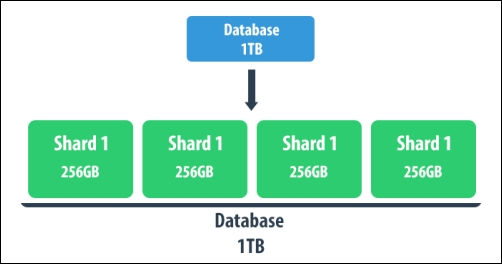 Database
1TB
Shard 1 Shard 1 Shard 1 Shard 1
256GB 256GB 256GB 256GB
Database
1TB